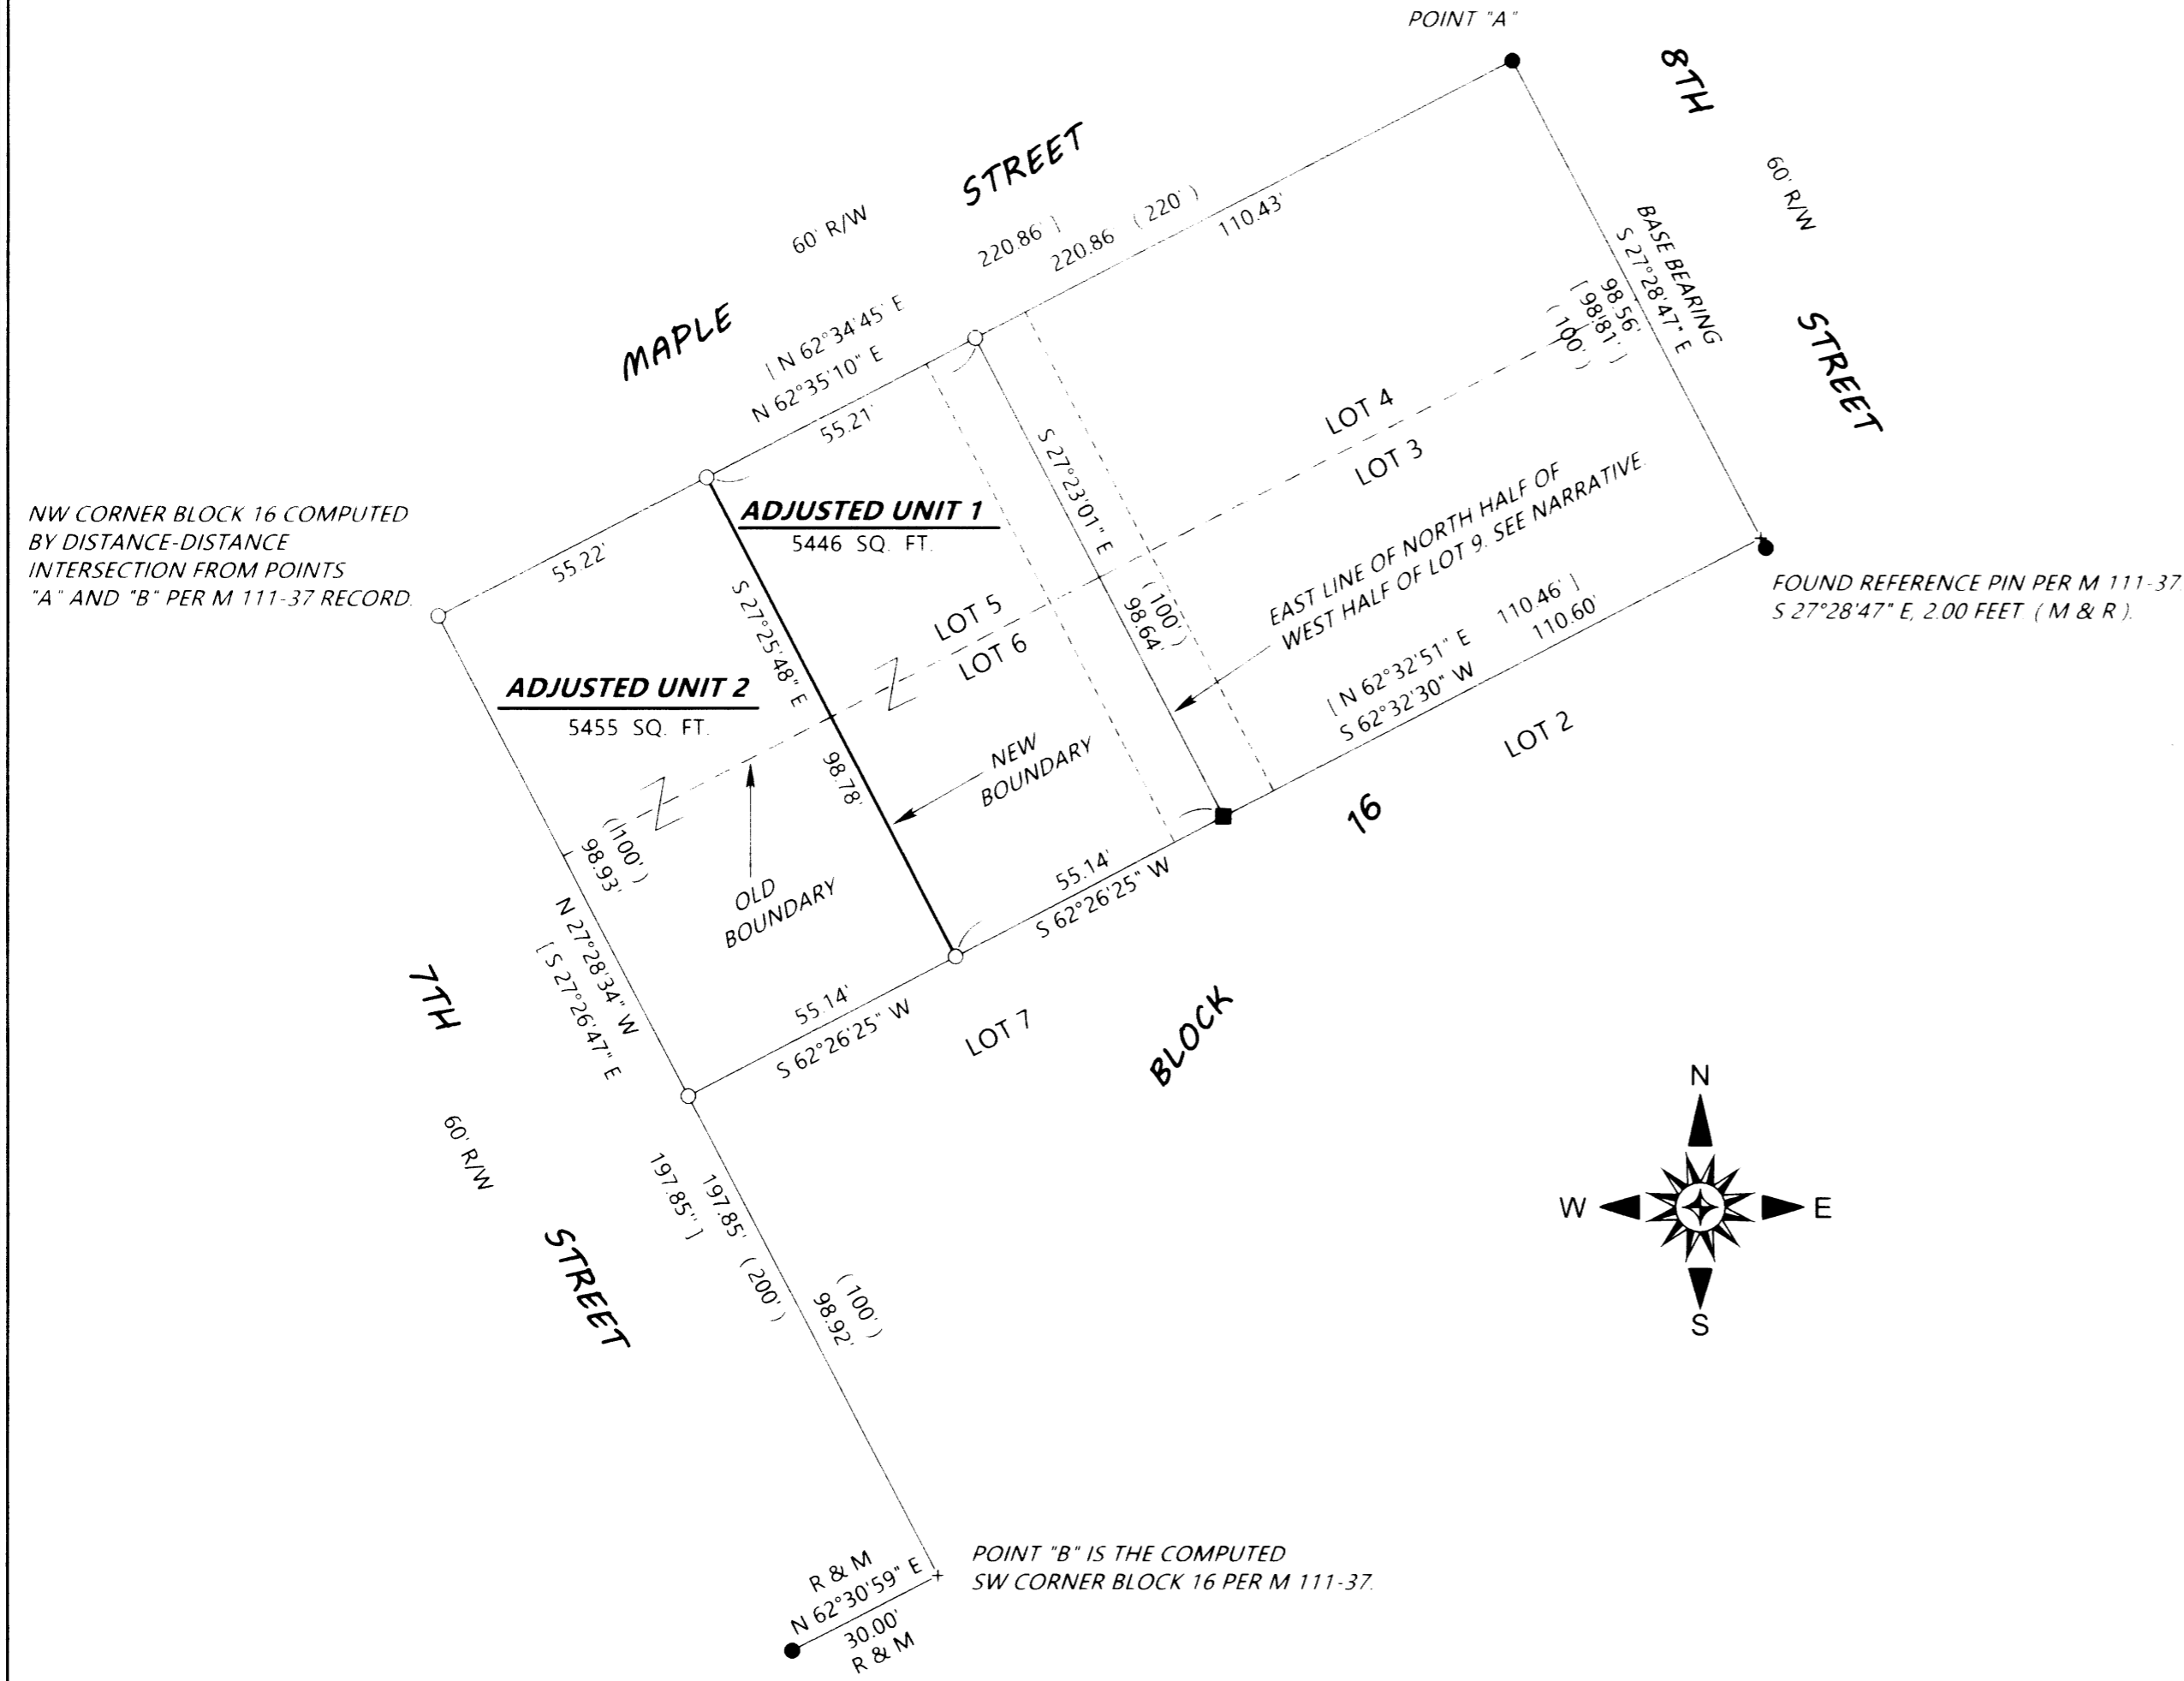 POINT "A"
8TH
STREET
60' R/W
MAPLE
STREET
60' R/W
220.86' ]
220.86 ( 220' )
110.43'
[ N 62°34'45" E
N 62°35'10" E
55.21'
BASE BEARING
S 27°28'47" E
98.56'
[ 98.81' ]
( 100' )
LOT 4
LOT 3
NW CORNER BLOCK 16 COMPUTED
BY DISTANCE-DISTANCE
INTERSECTION FROM POINTS
"A" AND "B" PER M 111-37 RECORD.
55.22'
ADJUSTED UNIT 1
5446 SQ. FT.
S 27°23'01" E
( 100' )
98.64'
EAST LINE OF NORTH HALF OF
WEST HALF OF LOT 9. SEE NARRATIVE.
FOUND REFERENCE PIN PER M 111-37
S 27°28'47" E, 2.00 FEET. ( M & R ).
[ N 62°32'51" E 110.46' ]
S 62°32'30" W 110.60'
LOT 2
LOT 5
LOT 6
S 27°25'48" E
98.78'
ADJUSTED UNIT 2
5455 SQ. FT.
NEW
BOUNDARY
OLD
BOUNDARY
( 100' )
98.93'
N 27°28'34" W
[ S 27°26'47" E
55.14'
S 62°26'25" W
55.14'
S 62°26'25" W
LOT 7
BLOCK
16
7TH
STREET
60' R/W
197.85'' ]
197.85' ( 200' )
( 100' )
98.92'
N
W
E
S
R & M
N 62°30'59" E
30.00'
R & M
POINT "B" IS THE COMPUTED
SW CORNER BLOCK 16 PER M 111-37.